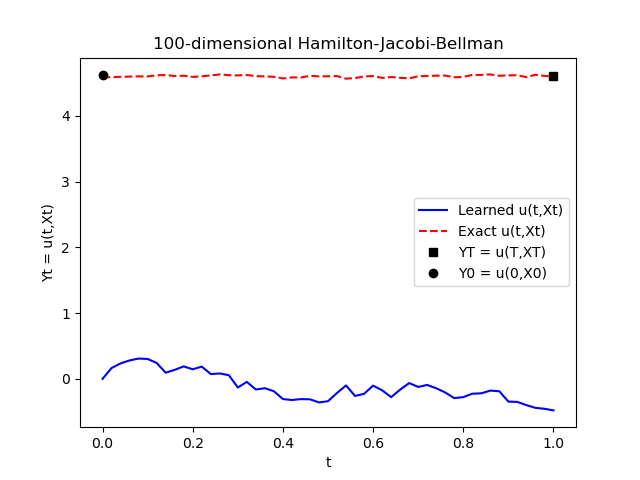 100-dimensional Hamilton-Jacobi-Bellman
Yt = u(t,Xt)
4
3
2
1
0
Learned u(t,Xt)
Exact u(t,Xt)
YT = u(T,XT)
Y0 = u(0,X0)
0.0 0.2 0.4 0.6 0.8 1.0
t